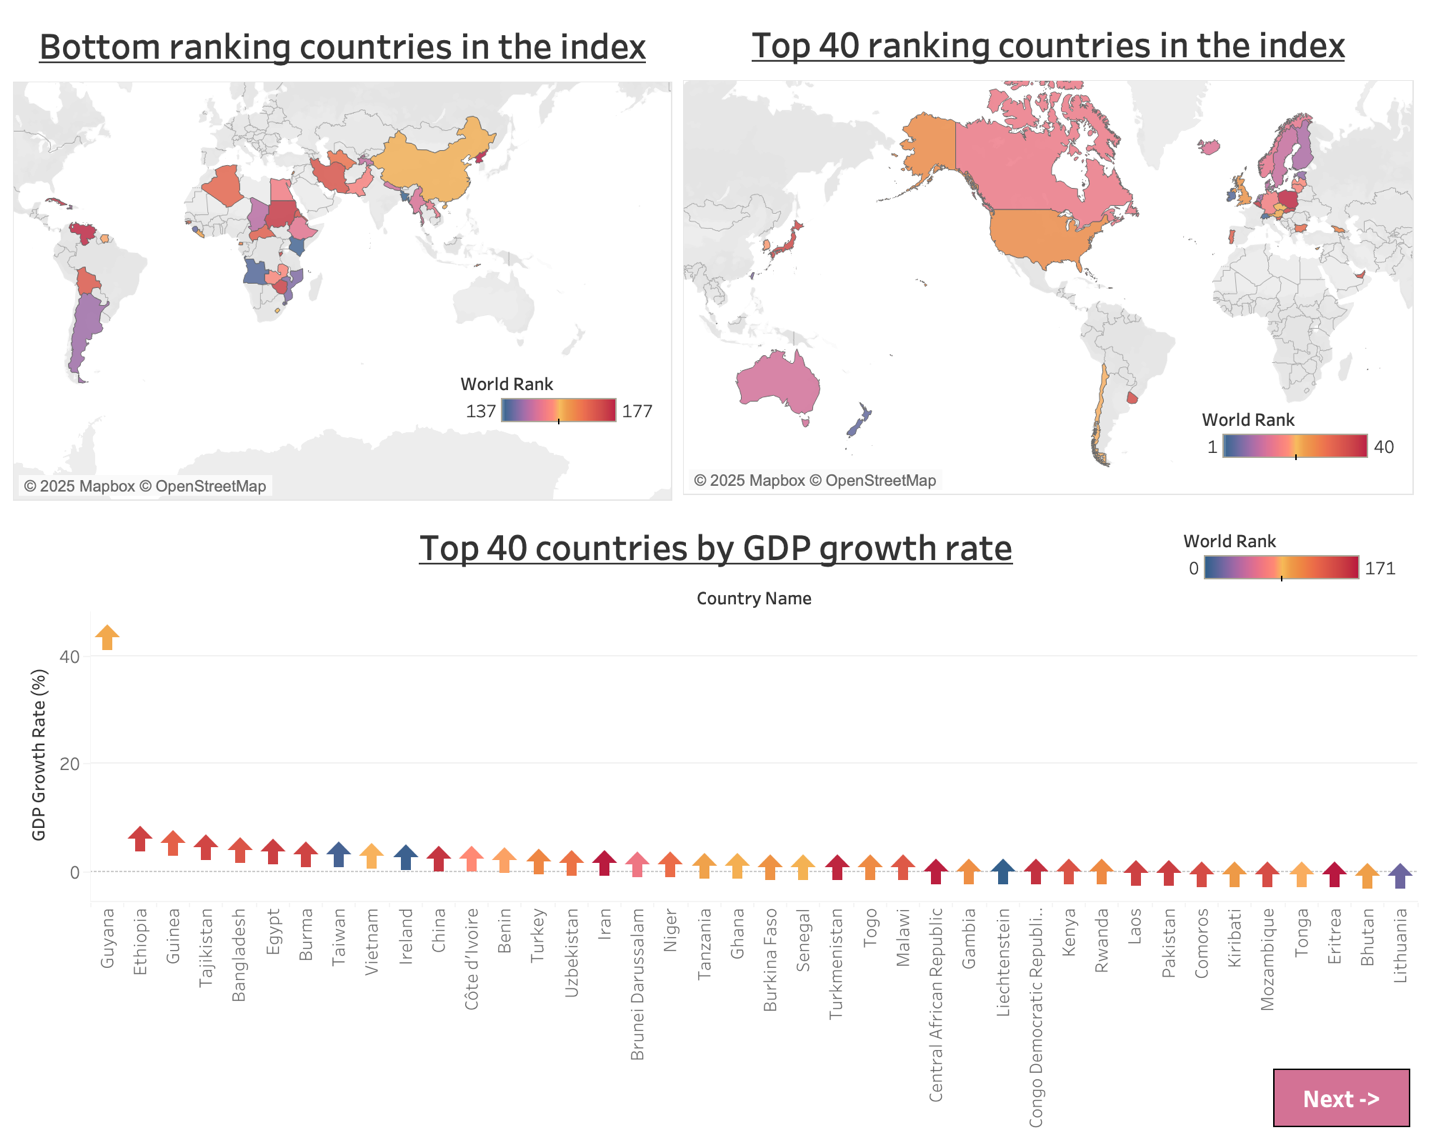 Bottom ranking countries in the index
World Rank
137
177
© 2025 Mapbox © OpenStreetMap
Top 40 ranking countries in the index
World Rank
1
40
© 2025 Mapbox © OpenStreetMap
Top 40 countries by GDP growth rate
World Rank
0
171
Country Name
GDP Growth Rate (%)
40
20
0
Guyana
Ethiopia
Guinea
Tajikistan
Bangladesh
Egypt
Burma
Taiwan
Vietnam
Ireland
China
Côte d'Ivoire
Benin
Turkey
Uzbekistan
Iran
Brunei Darussalam
Niger
Tanzania
Ghana
Burkina Faso
Senegal
Turkmenistan
Togo
Malawi
Central African Republic
Gambia
Liechtenstein
Congo Democratic Republi..
Kenya
Rwanda
Laos
Pakistan
Comoros
Kiribati
Mozambique
Tonga
Eritrea
Bhutan
Lithuania
Next ->